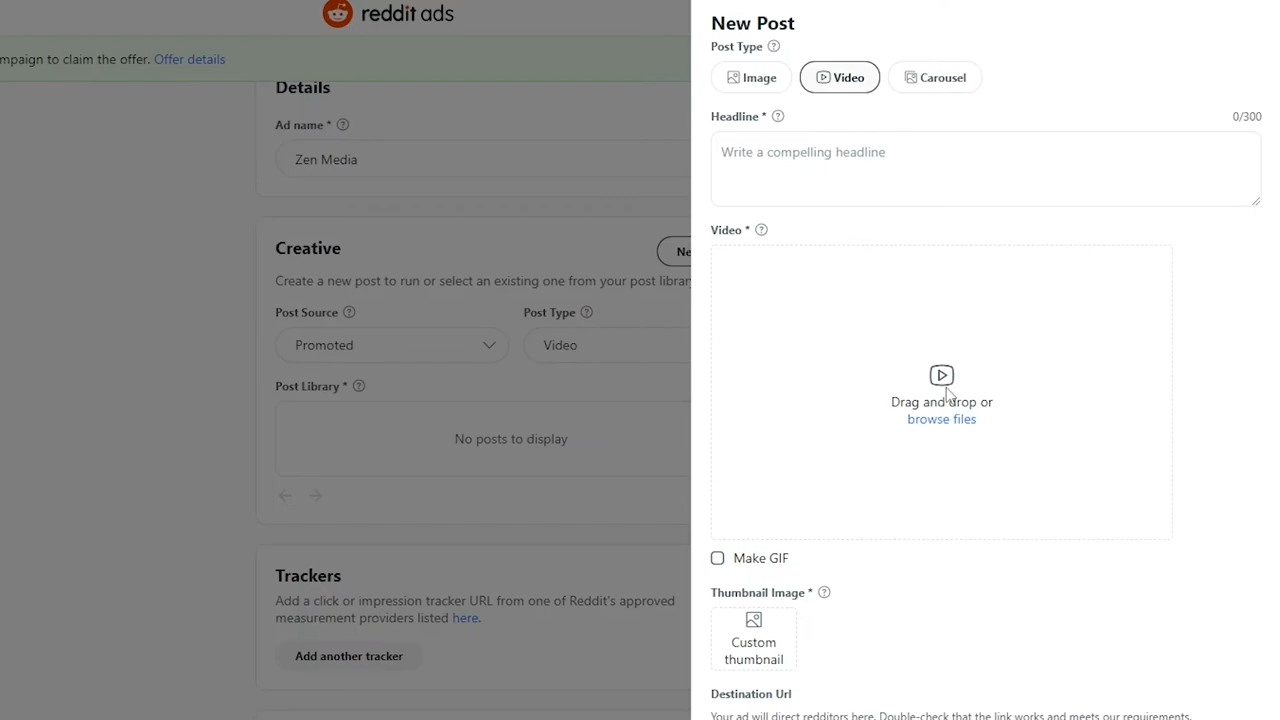 reddit ads
mpaign to claim the offer. Offer details
Details
Ad name *
Zen Media
Creative
Ne
Create a new post to run or select an existing one from your post library
Post Source
Post Type
Promoted
Video
Post Library *
No posts to display
Trackers
Add a click or impression tracker URL from one of Reddit's approved
measurement providers listed here.
Add another tracker
New Post
Post Type
Image
Video
Carousel
Headline *
0/300
Write a compelling headline
Video *
Drag and drop or
browse files
Make GIF
Thumbnail Image *
Custom
thumbnail
Destination Url
Your ad will direct redditors here. Double-check that the link works and meets our requirements.